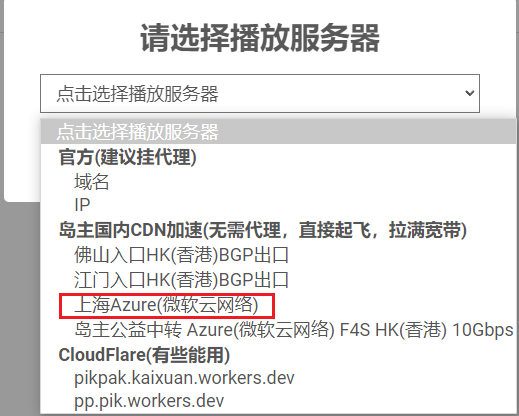 请选择播放服务器
点击选择播放服务器
点击选择播放服务器
官方(建议挂代理)
域名
IP
岛主国内CDN加速(无需代理，直接起飞，拉满宽带)
佛山入口HK(香港)BGP出口
江门入口HK(香港)BGP出口
上海Azure(微软云网络)
岛主公益中转 Azure(微软云网络) F4S HK(香港) 10Gbps
CloudFlare(有些能用)
pikpak.kaixuan.workers.dev
pp.pik.workers.dev